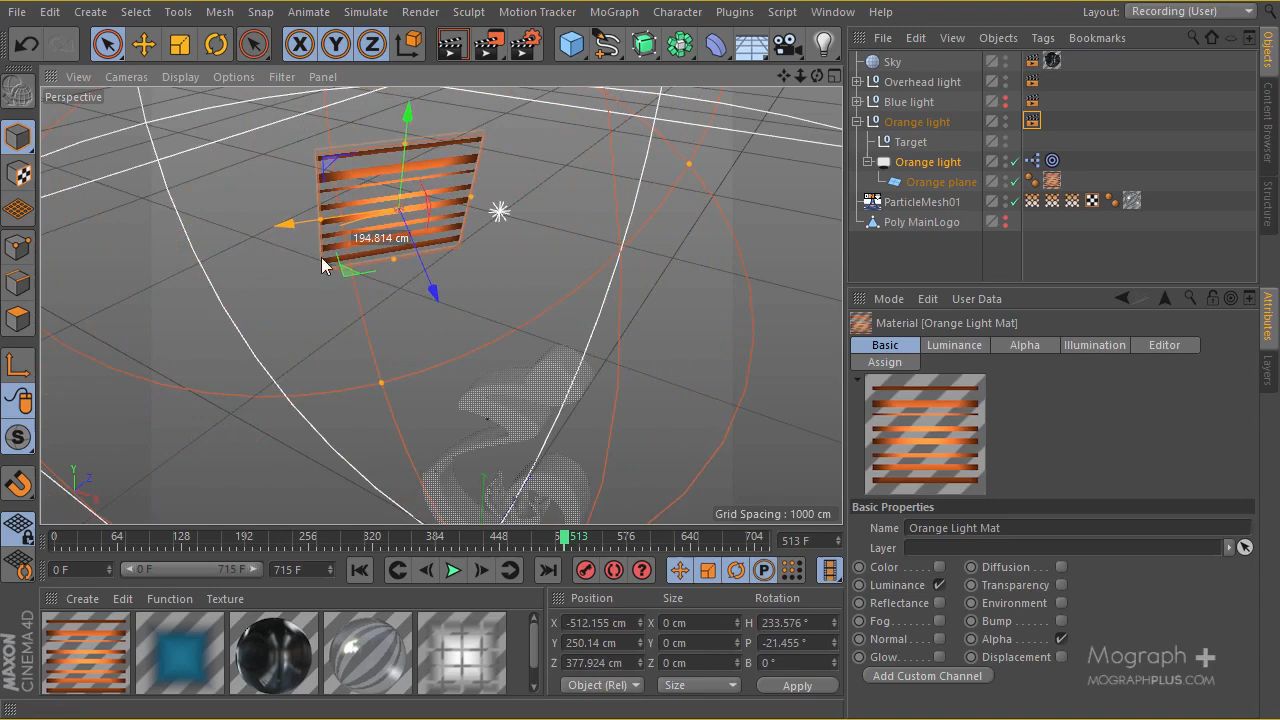 File Edit Create Select Tools Mesh Snap Animate Simulate Render Sculpt Motion Tracker MoGraph Character Plugins Script Window Help Layout: Recording (User)
File Edit View Objects Tags Bookmarks
View Cameras Display Options Filter Panel
Perspective
194.814 cm
Grid Spacing : 1000 cm
Sky
Overhead light
Blue light
Orange light
Target
Orange light
Orange plane
ParticleMesh01
Poly MainLogo
Objects
Content Browser
Structure
Mode Edit User Data
Material [Orange Light Mat]
Basic Luminance Alpha Illumination Editor
Assign
Basic Properties
Name Orange Light Mat
Layer
Color Diffusion
Luminance Transparency
Reflectance Environment
Fog Bump
Normal Alpha
Glow Displacement
Add Custom Channel
Attributes
Layers
0 64 128 192 256 320 384 448 513 576 640 704 513 F
0 F 0 F 715 F 715 F
Create Edit Function Texture
Position Size Rotation
X -512.155 cm X 0 cm H 233.576 °
Y 250.14 cm Y 0 cm P -21.455 °
Z 377.924 cm Z 0 cm B 0 °
Object (Rel) Size Apply
MAXON
CINEMA 4D
Mograph +
MOGRAPHPLUS.COM